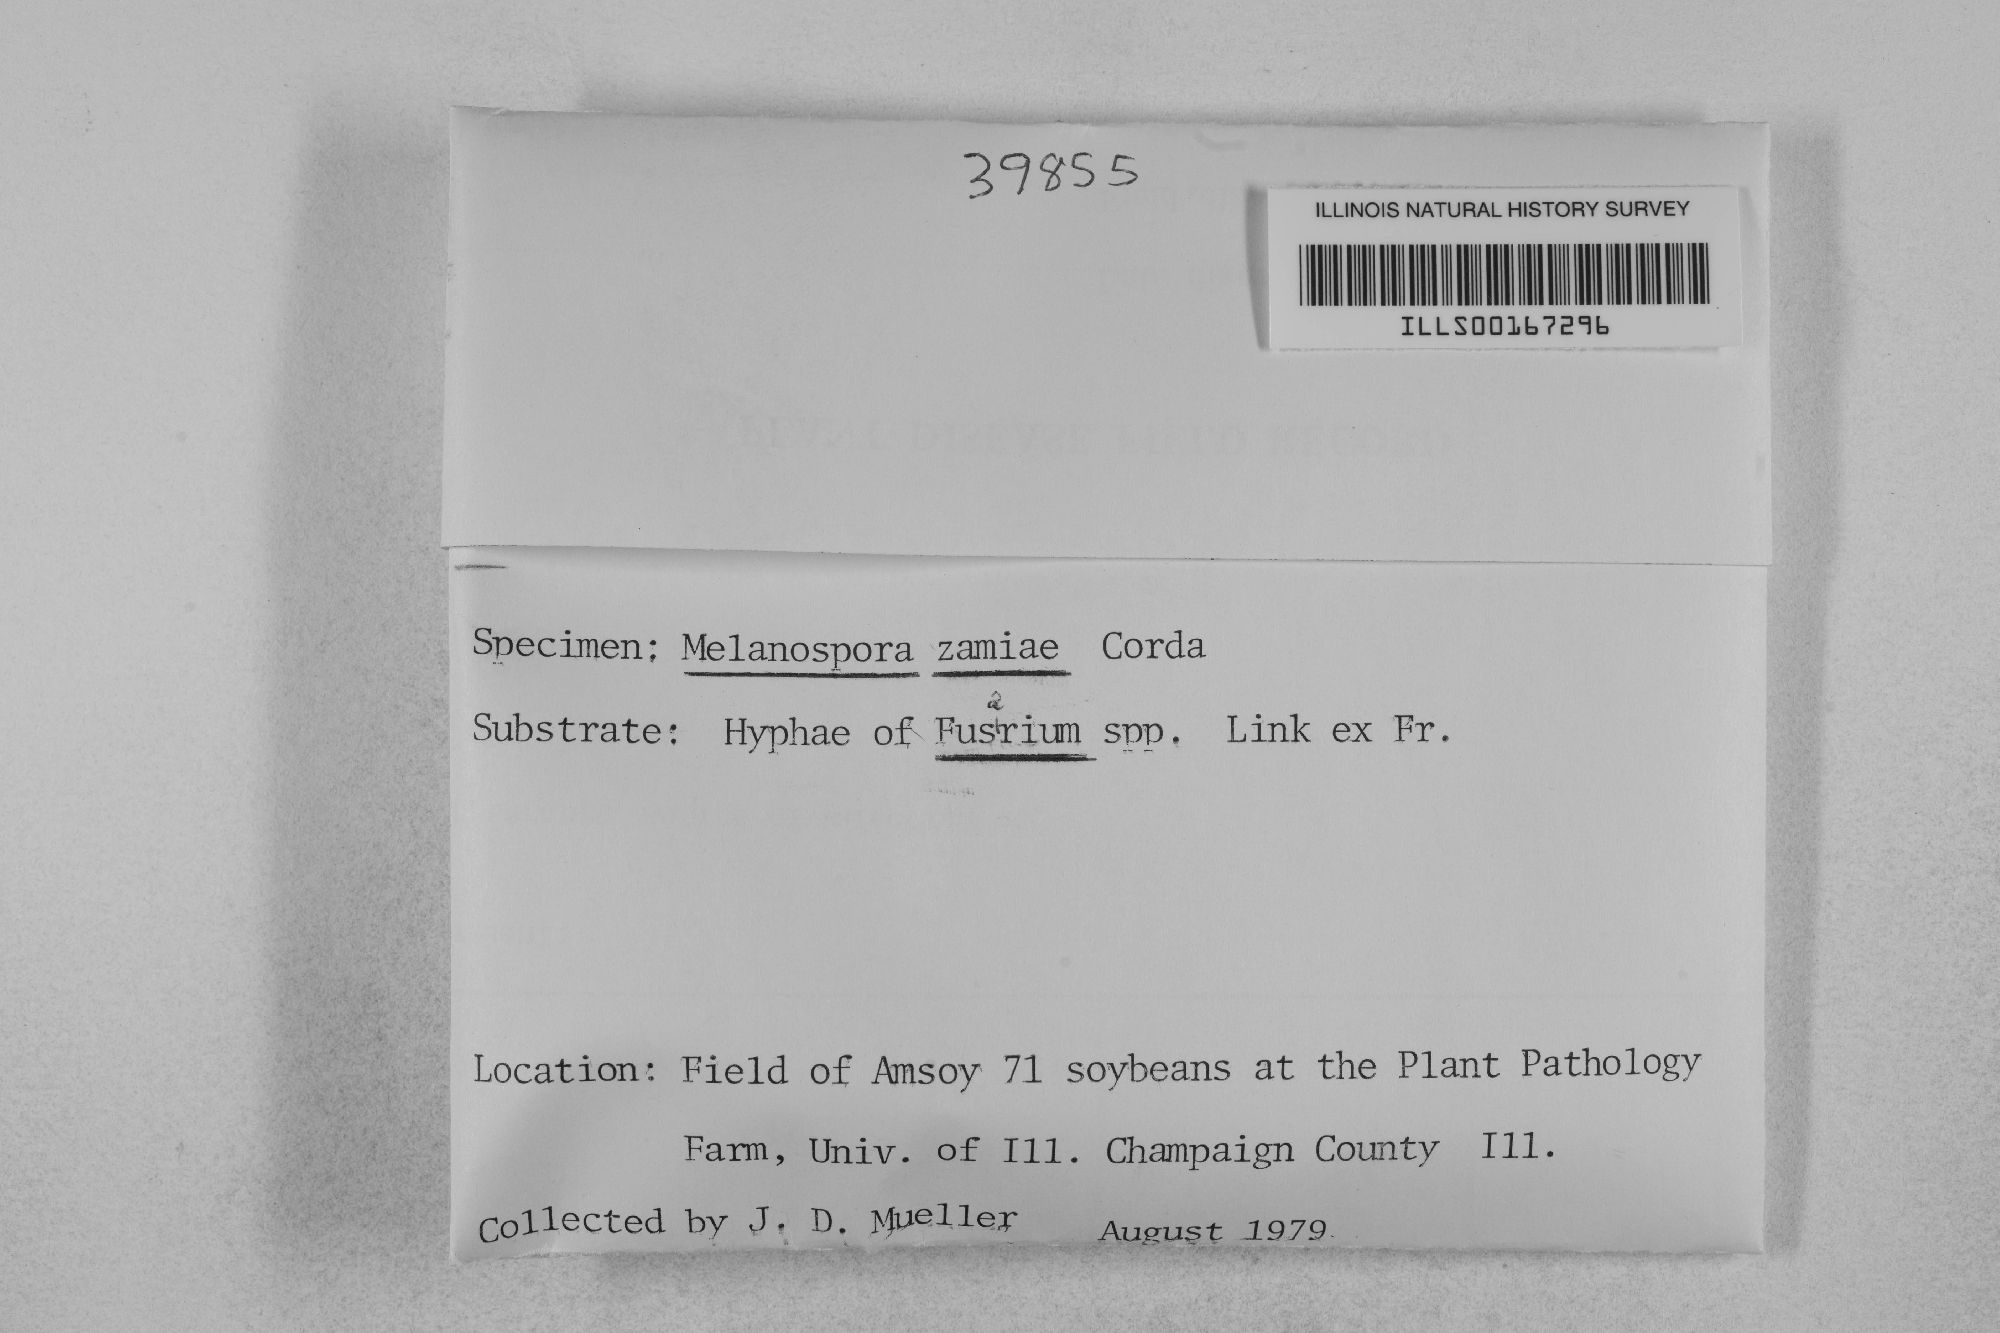 39855
ILLINOIS NATURAL HISTORY SURVEY
ILLS00167296
Specimen: Melanospora zamiae Corda
Substrate: Hyphae of Fusarium spp. Link ex Fr.
Location: Field of Amsoy 71 soybeans at the Plant Pathology
Farm, Univ. of Ill. Champaign County Ill.
Collected by J. D. Mueller August 1979.